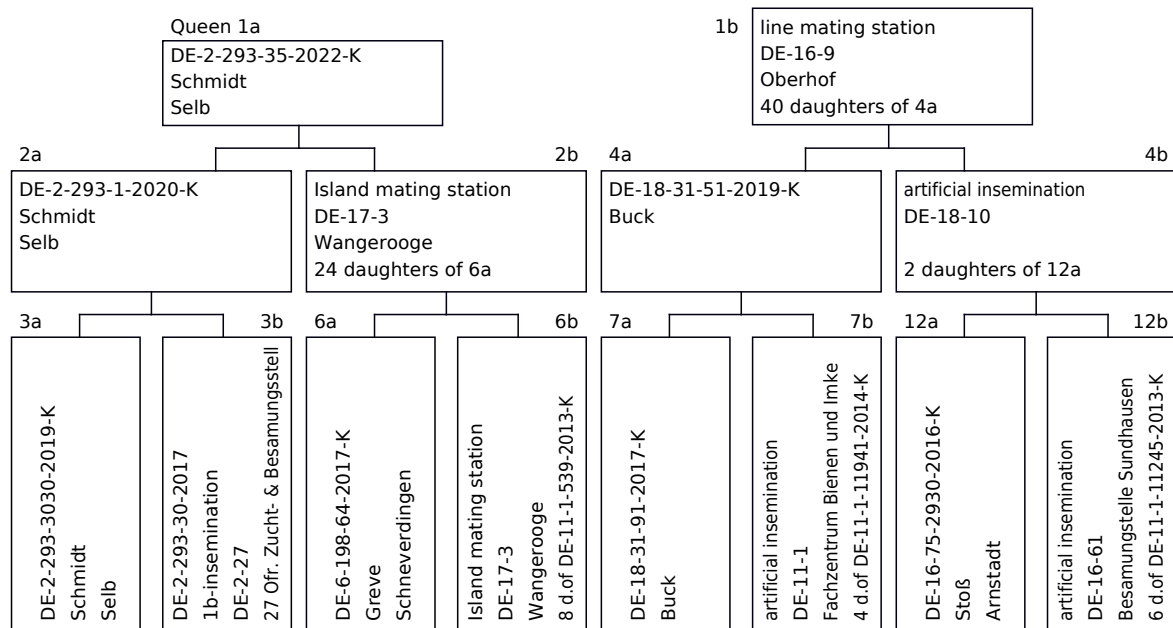 Queen 1a
DE-2-293-35-2022-K
Schmidt
Selb
1b
line mating station
DE-16-9
Oberhof
40 daughters of 4a
2a
DE-2-293-1-2020-K
Schmidt
Selb
2b
Island mating station
DE-17-3
Wangerooge
24 daughters of 6a
4a
DE-18-31-51-2019-K
Buck
4b
artificial insemination
DE-18-10
2 daughters of 12a
3a
DE-2-293-3030-2019-K
Schmidt
Selb
3b
DE-2-293-30-2017
1b-insemination
DE-2-27
27 Ofr. Zucht- & Besamungsstell
6a
DE-6-198-64-2017-K
Greve
Schneverdingen
6b
Island mating station
DE-17-3
Wangerooge
8 d.of DE-11-1-539-2013-K
7a
DE-18-31-91-2017-K
Buck
7b
artificial insemination
DE-11-1
Fachzentrum Bienen und Imke
4 d.of DE-11-1-11941-2014-K
12a
DE-16-75-2930-2016-K
Stoß
Arnstadt
12b
artificial insemination
DE-16-61
Besamungstelle Sundhausen
6 d.of DE-11-1-11245-2013-K